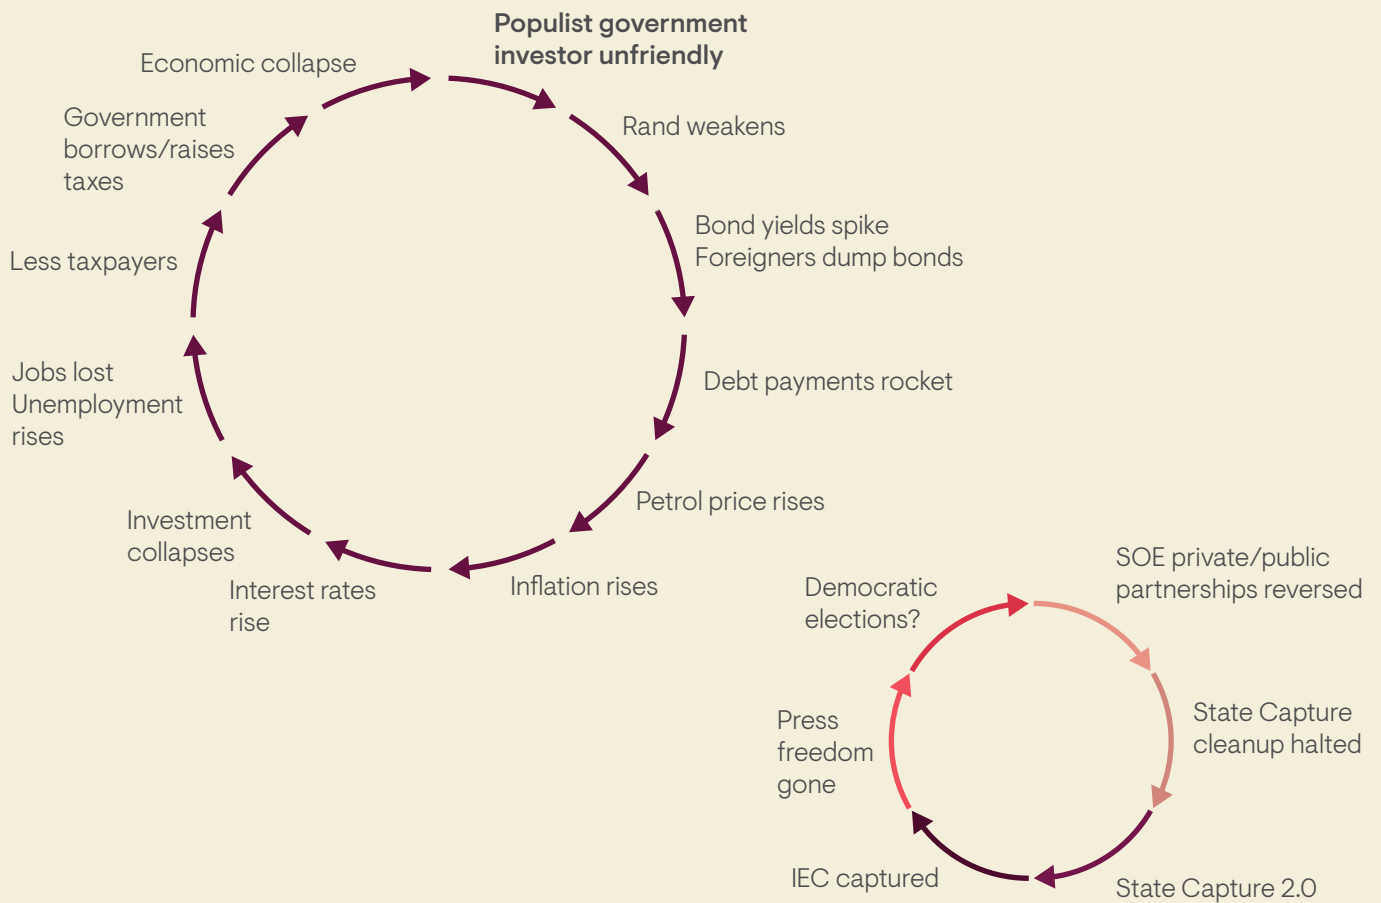 Populist government
investor unfriendly
Rand weakens
Bond yields spike
Foreigners dump bonds
Debt payments rocket
Petrol price rises
Inflation rises
Interest rates
rise
Investment
collapses
Jobs lost
Unemployment
rises
Less taxpayers
Government
borrows/raises
taxes
Economic collapse
SOE private/public
partnerships reversed
State Capture
cleanup halted
State Capture 2.0
IEC captured
Press
freedom
gone
Democratic
elections?